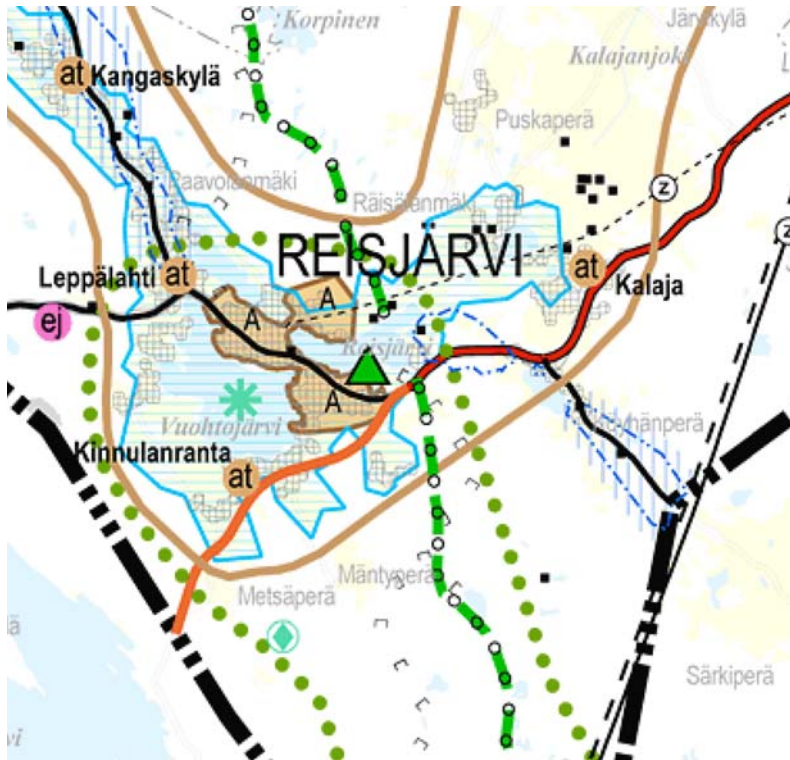 Korpinen
Järvikylä
at Kangaskylä
Kalajanjoki
Puskaperä
Raavolanmäki
Räisälänmäki
z
REISJÄRVI
z
Leppälahti at
at
Kalaja
A
ej
A
Reisjärvi
A
Vuohtojärvi
Kinnulanranta
at
Mäntyperä
Metsäperä
Särkiperä